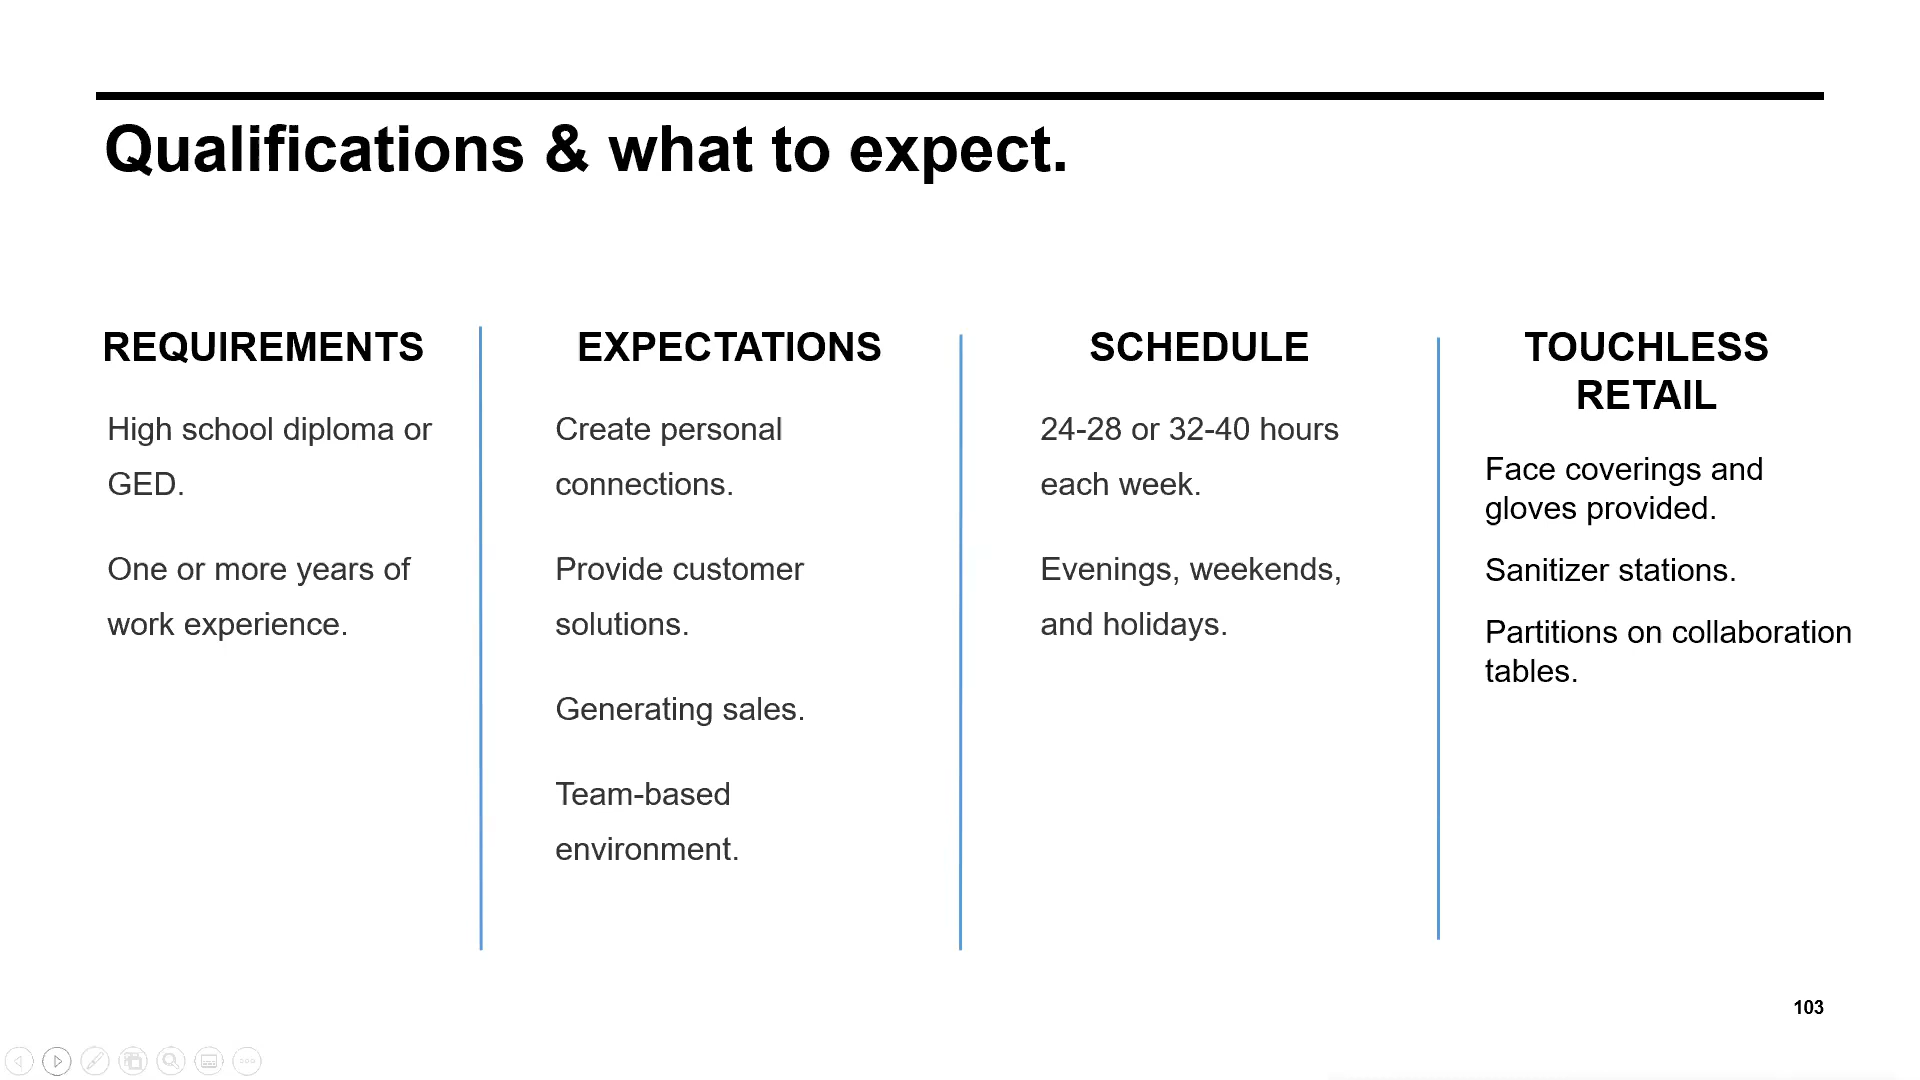 Qualifications & what to expect.
REQUIREMENTS
High school diploma or
GED.
One or more years of
work experience.
EXPECTATIONS
Create personal
connections.
Provide customer
solutions.
Generating sales.
Team-based
environment.
SCHEDULE
24-28 or 32-40 hours
each week.
Evenings, weekends,
and holidays.
TOUCHLESS
RETAIL
Face coverings and
gloves provided.
Sanitizer stations.
Partitions on collaboration
tables.
103